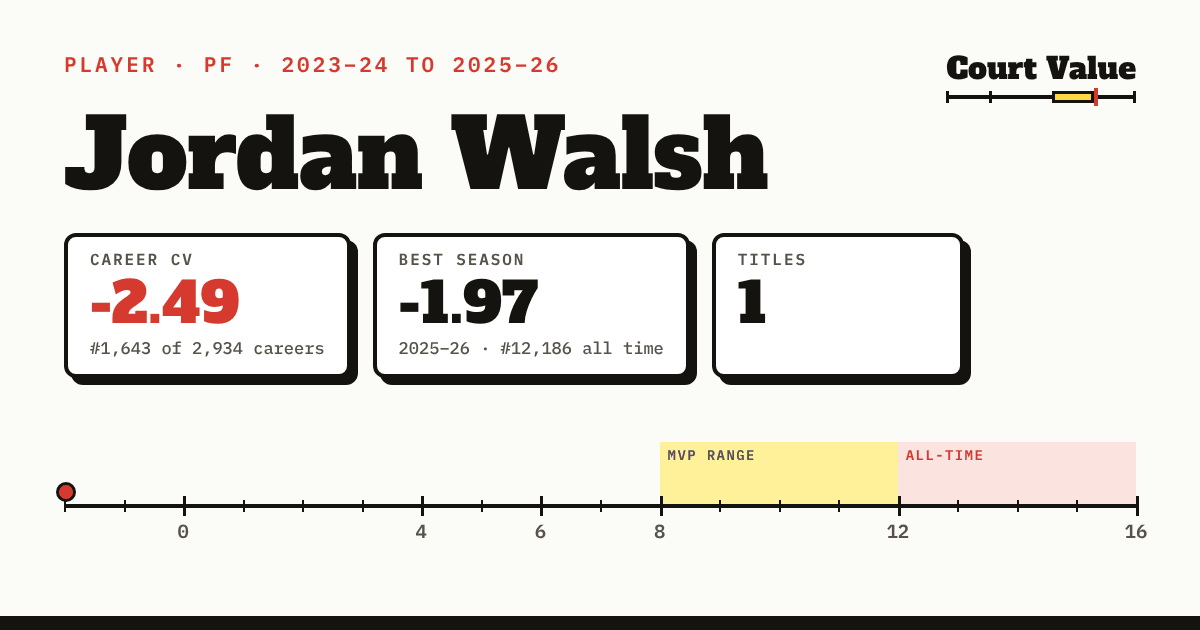 PLAYER · PF · 2023–24 TO 2025–26
Court Value
Jordan Walsh
CAREER CV
-2.49
#1,643 of 2,934 careers
BEST SEASON
-1.97
2025–26 · #12,186 all time
TITLES
1
MVP RANGE
ALL-TIME
0 4 6 8 12 16